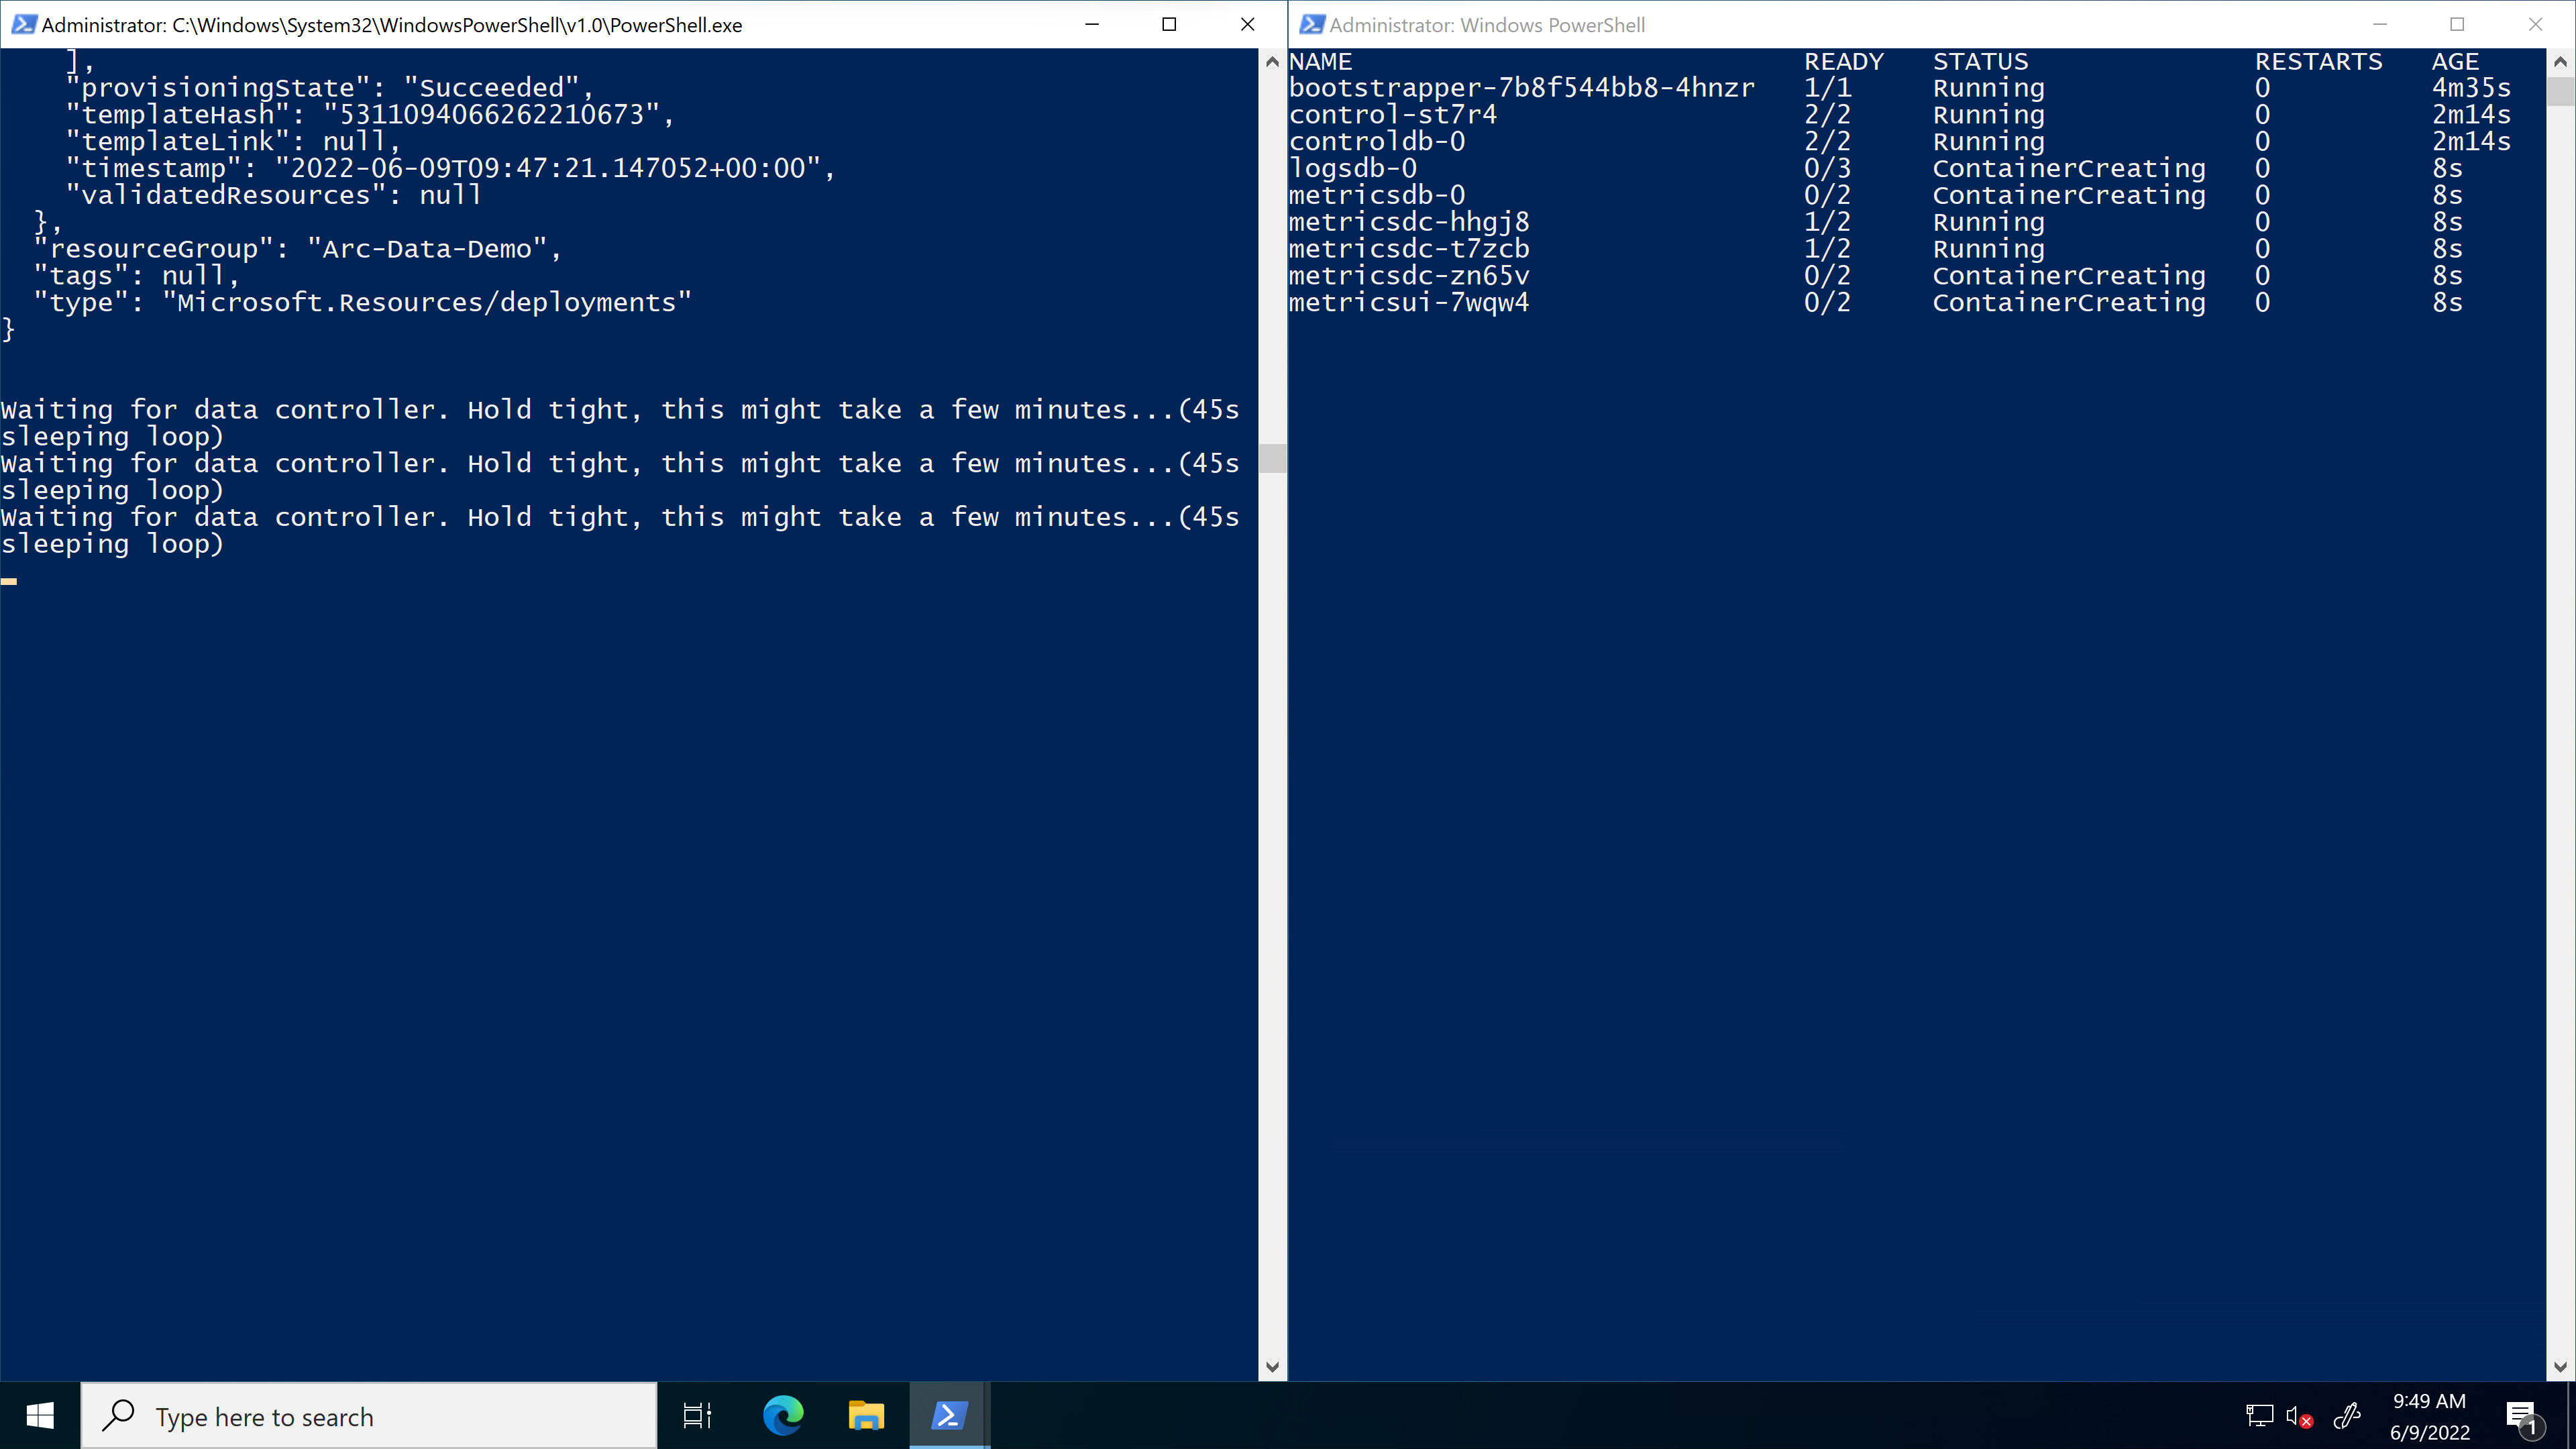 Administrator: C:\Windows\System32\WindowsPowerShell\v1.0\PowerShell.exe
    ],
    "provisioningState": "Succeeded",
    "templateHash": "5311094066262210673",
    "templateLink": null,
    "timestamp": "2022-06-09T09:47:21.147052+00:00",
    "validatedResources": null
  },
  "resourceGroup": "Arc-Data-Demo",
  "tags": null,
  "type": "Microsoft.Resources/deployments"
}
Waiting for data controller. Hold tight, this might take a few minutes...(45s
sleeping loop)
Waiting for data controller. Hold tight, this might take a few minutes...(45s
sleeping loop)
Waiting for data controller. Hold tight, this might take a few minutes...(45s
sleeping loop)
Administrator: Windows PowerShell
NAME READY STATUS RESTARTS AGE
bootstrapper-7b8f544bb8-4hnzr 1/1 Running 0 4m35s
control-st7r4 2/2 Running 0 2m14s
controldb-0 2/2 Running 0 2m14s
logsdb-0 0/3 ContainerCreating 0 8s
metricsdb-0 0/2 ContainerCreating 0 8s
metricsdc-hhgj8 1/2 Running 0 8s
metricsdc-t7zcb 1/2 Running 0 8s
metricsdc-zn65v 0/2 ContainerCreating 0 8s
metricsui-7wqw4 0/2 ContainerCreating 0 8s
Type here to search
9:49 AM
6/9/2022
1